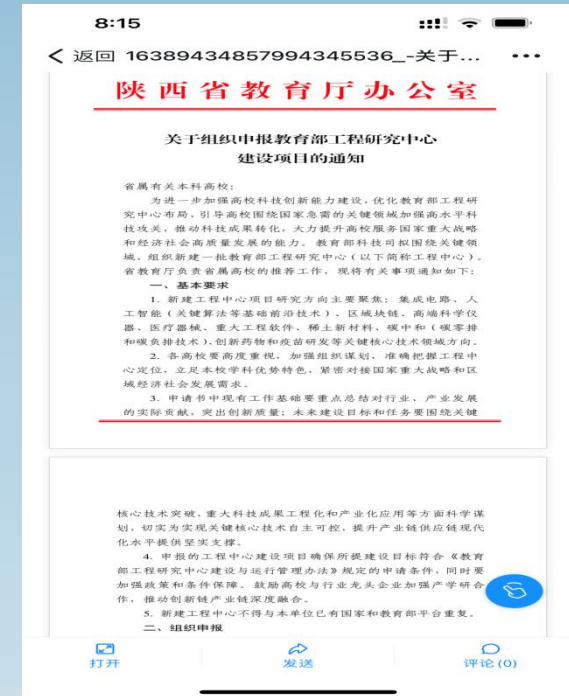 8:15
返回 16389434857994345536_-关于...
陕西省教育厅办公室
关于组织申报教育部工程研究中心
建设项目的通知
省属有关本科高校：
为进一步加强高校科技创新能力建设，优化教育部工程研
究中心布局，引导高校围绕国家急需的关键领域加强高水平科
技攻关，推动科技成果转化，大力提升高校服务国家重大战略
和经济社会高质量发展的能力。教育部科技司拟围绕关键领
域，组织新建一批教育部工程研究中心（以下简称工程中心）。
省教育厅负责省属高校的推荐工作，现将有关事项通知如下：
一、基本要求
1. 新建工程中心项目研究方向主要聚焦：集成电路、人
工智能（关键算法等基础前沿技术）、区域块链、高端科学仪
器、医疗器械、重大工程软件、稀土新材料、碳中和（碳零排
和碳负排技术）、创新药物和疫苗研发等关键核心技术领域方向。
2. 各高校要高度重视，加强组织谋划，准确把握工程中
心定位，立足本校学科优势特色，紧密对接国家重大战略和区
域经济社会发展需求。
3. 申请书中现有工作基础要重点总结对行业、产业发展
的实际贡献，突出创新质量；未来建设目标和任务要围绕关键
核心技术突破，重大科技成果工程化和产业化应用等方面科学谋
划，切实为实现关键核心技术自主可控，提升产业链供应链现代
化水平提供坚实支撑。
4. 申报的工程中心建设项目确保所提建设目标符合《教育
部工程研究中心建设与运行管理办法》规定的申请条件，同时要
加强政策和条件保障。鼓励高校与行业龙头企业加强产学研合
作，推动创新链产业链深度融合。
5. 新建工程中心不得与本单位已有国家和教育部平台重复。
二、组织申报
打开
发送
评论(0)